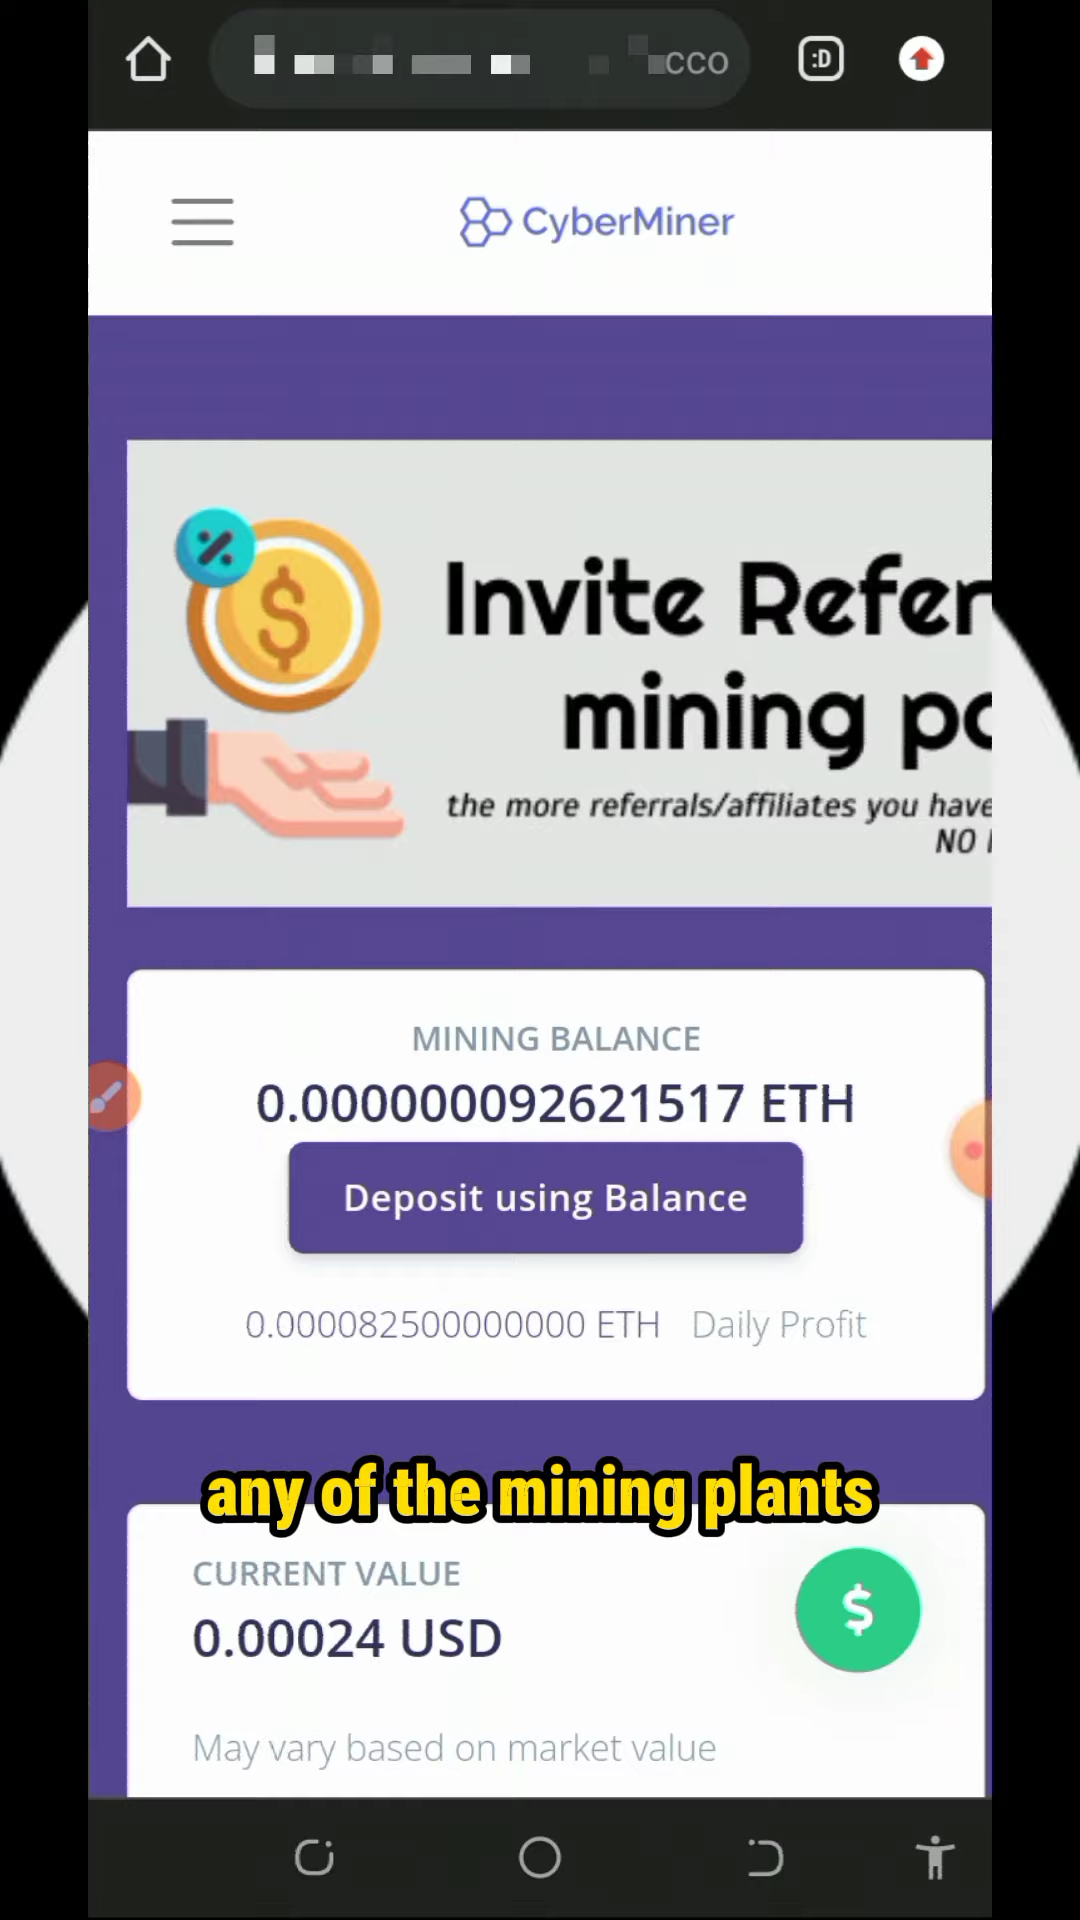 cco
:D
CyberMiner
Invite Refer
mining po
the more referrals/affiliates you have
NO
MINING BALANCE
0.000000092621517 ETH
Deposit using Balance
0.000082500000000 ETH Daily Profit
any of the mining plants
CURRENT VALUE
0.00024 USD
$
May vary based on market value